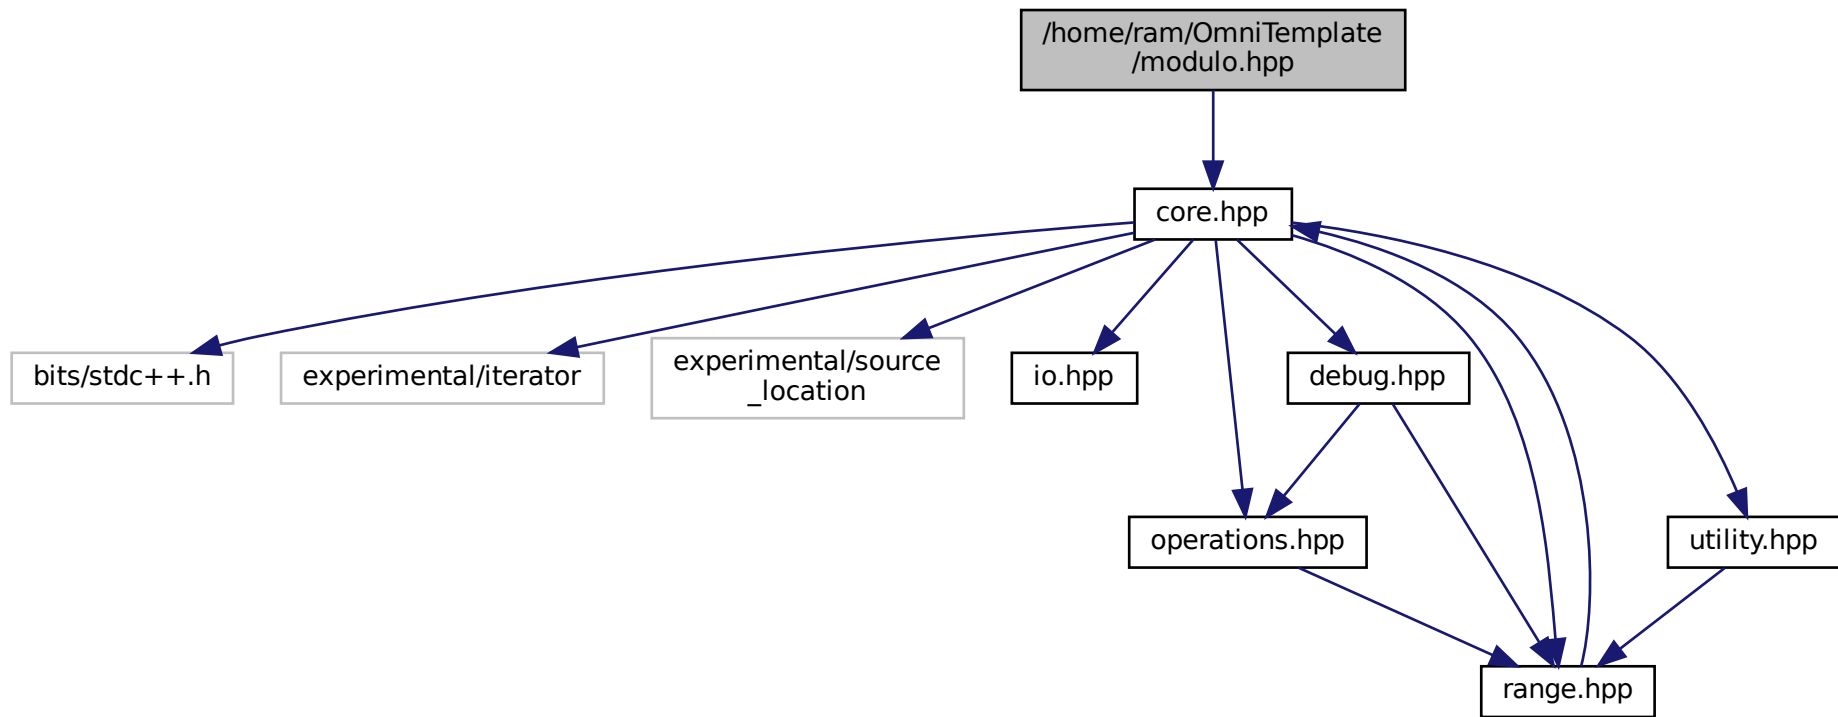 /home/ram/OmniTemplate
/modulo.hpp
core.hpp
bits/stdc++.h
experimental/iterator
experimental/source
_location
io.hpp
debug.hpp
operations.hpp
utility.hpp
range.hpp